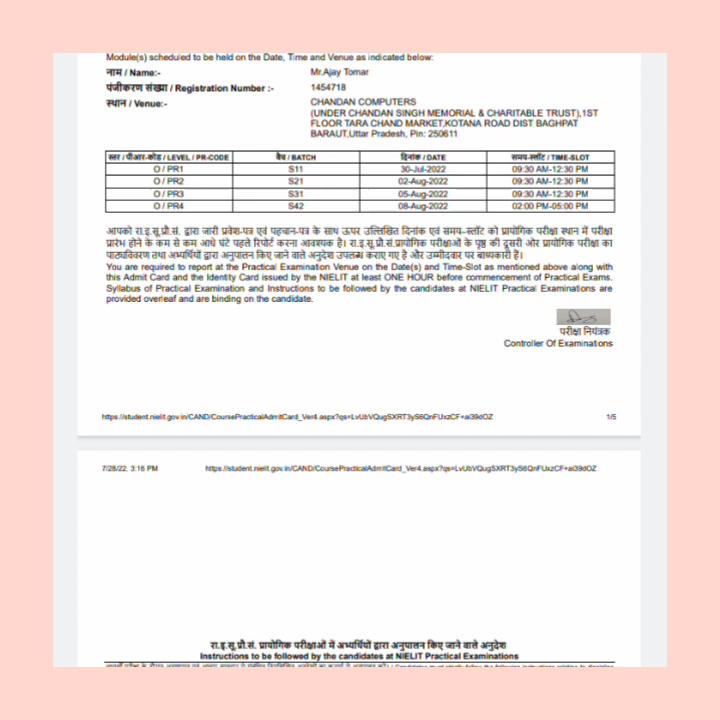 Module(s) scheduled to be held on the Date, Time and Venue as indicated below:
नाम / Name:- Mr.Ajay Tomar
पंजीकरण संख्या / Registration Number :- 1454718
स्थान / Venue:- CHANDAN COMPUTERS
(UNDER CHANDAN SINGH MEMORIAL & CHARITABLE TRUST),1ST
FLOOR TARA CHAND MARKET,KOTANA ROAD DIST BAGHPAT
BARAUT,Uttar Pradesh, Pin: 250611
स्तर / पीआर-कोड / LEVEL / PR-CODE बैच / BATCH दिनांक / DATE समय-स्लॉट / TIME-SLOT
O / PR1 S11 30-Jul-2022 09:30 AM-12:30 PM
O / PR2 S21 02-Aug-2022 09:30 AM-12:30 PM
O / PR3 S31 05-Aug-2022 09:30 AM-12:30 PM
O / PR4 S42 08-Aug-2022 02:00 PM-05:00 PM
आपको रा.इ.सू.प्रौ.सं. द्वारा जारी प्रवेश-पत्र एवं पहचान-पत्र के साथ ऊपर उल्लिखित दिनांक एवं समय–स्लॉट को प्रायोगिक परीक्षा स्थान में परीक्षा
प्रारंभ होने के कम से कम आधे घंटे पहले रिपोर्ट करना आवश्यक है। रा.इ.सू.प्रौ.सं.प्रायोगिक परीक्षाओं के पृष्ठ की दूसरी ओर प्रायोगिक परीक्षा का
पाठ्यविवरण तथा अभ्यर्थियों द्वारा अनुपालन किए जाने वाले अनुदेश उपलब्ध कराए गए है और उम्मीदवार पर बाध्यकारी हैं।
You are required to report at the Practical Examination Venue on the Date(s) and Time-Slot as mentioned above along with
this Admit Card and the Identity Card issued by the NIELIT at least ONE HOUR before commencement of Practical Exams.
Syllabus of Practical Examination and Instructions to be followed by the candidates at NIELIT Practical Examinations are
provided overleaf and are binding on the candidate.
परीक्षा नियंत्रक
Controller Of Examinations
https://student.nielit.gov.in/CAND/CoursePracticalAdmitCard_Ver4.aspx?qs=LvUbVQugSXRT3yS6QnFUxzCF+ai39dOZ 1/5
7/28/22, 3:16 PM https://student.nielit.gov.in/CAND/CoursePracticalAdmitCard_Ver4.aspx?qs=LvUbVQugSXRT3yS6QnFUxzCF+ai39dOZ
रा.इ.सू.प्रौ.सं. प्रायोगिक परीक्षाओं में अभ्यर्थियों द्वारा अनुपालन किए जाने वाले अनुदेश
Instructions to be followed by the candidates at NIELIT Practical Examinations